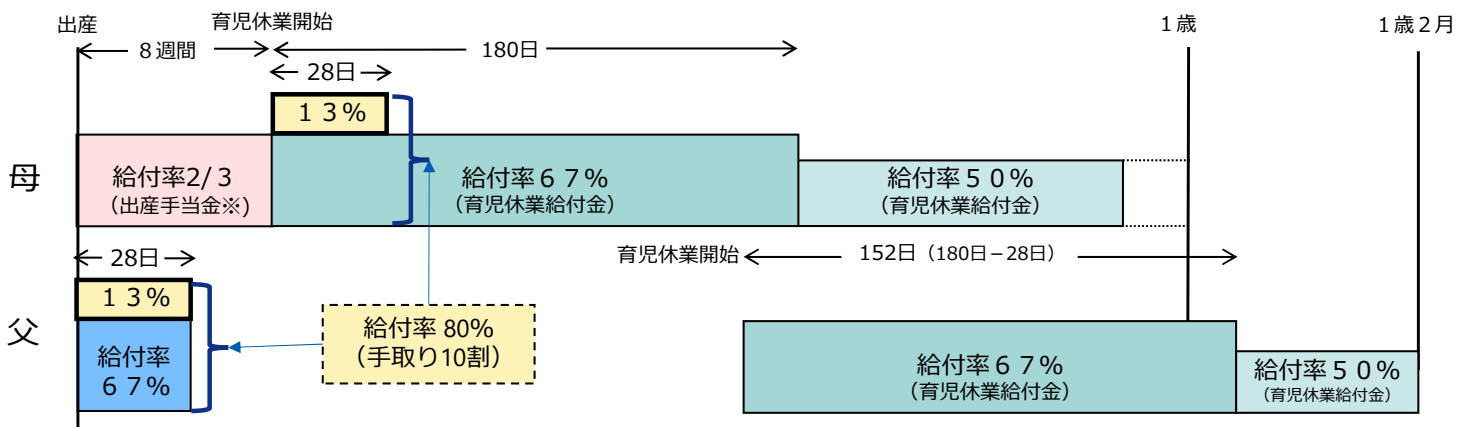 出産
育児休業開始
1歳
1歳2月
8週間
180日
28日
13%
母
給付率2/3
(出産手当金※)
給付率67%
(育児休業給付金)
給付率50%
(育児休業給付金)
28日
育児休業開始
152日(180日-28日)
13%
父
給付率
67%
給付率 80%
(手取り10割)
給付率67%
(育児休業給付金)
給付率50%
(育児休業給付金)